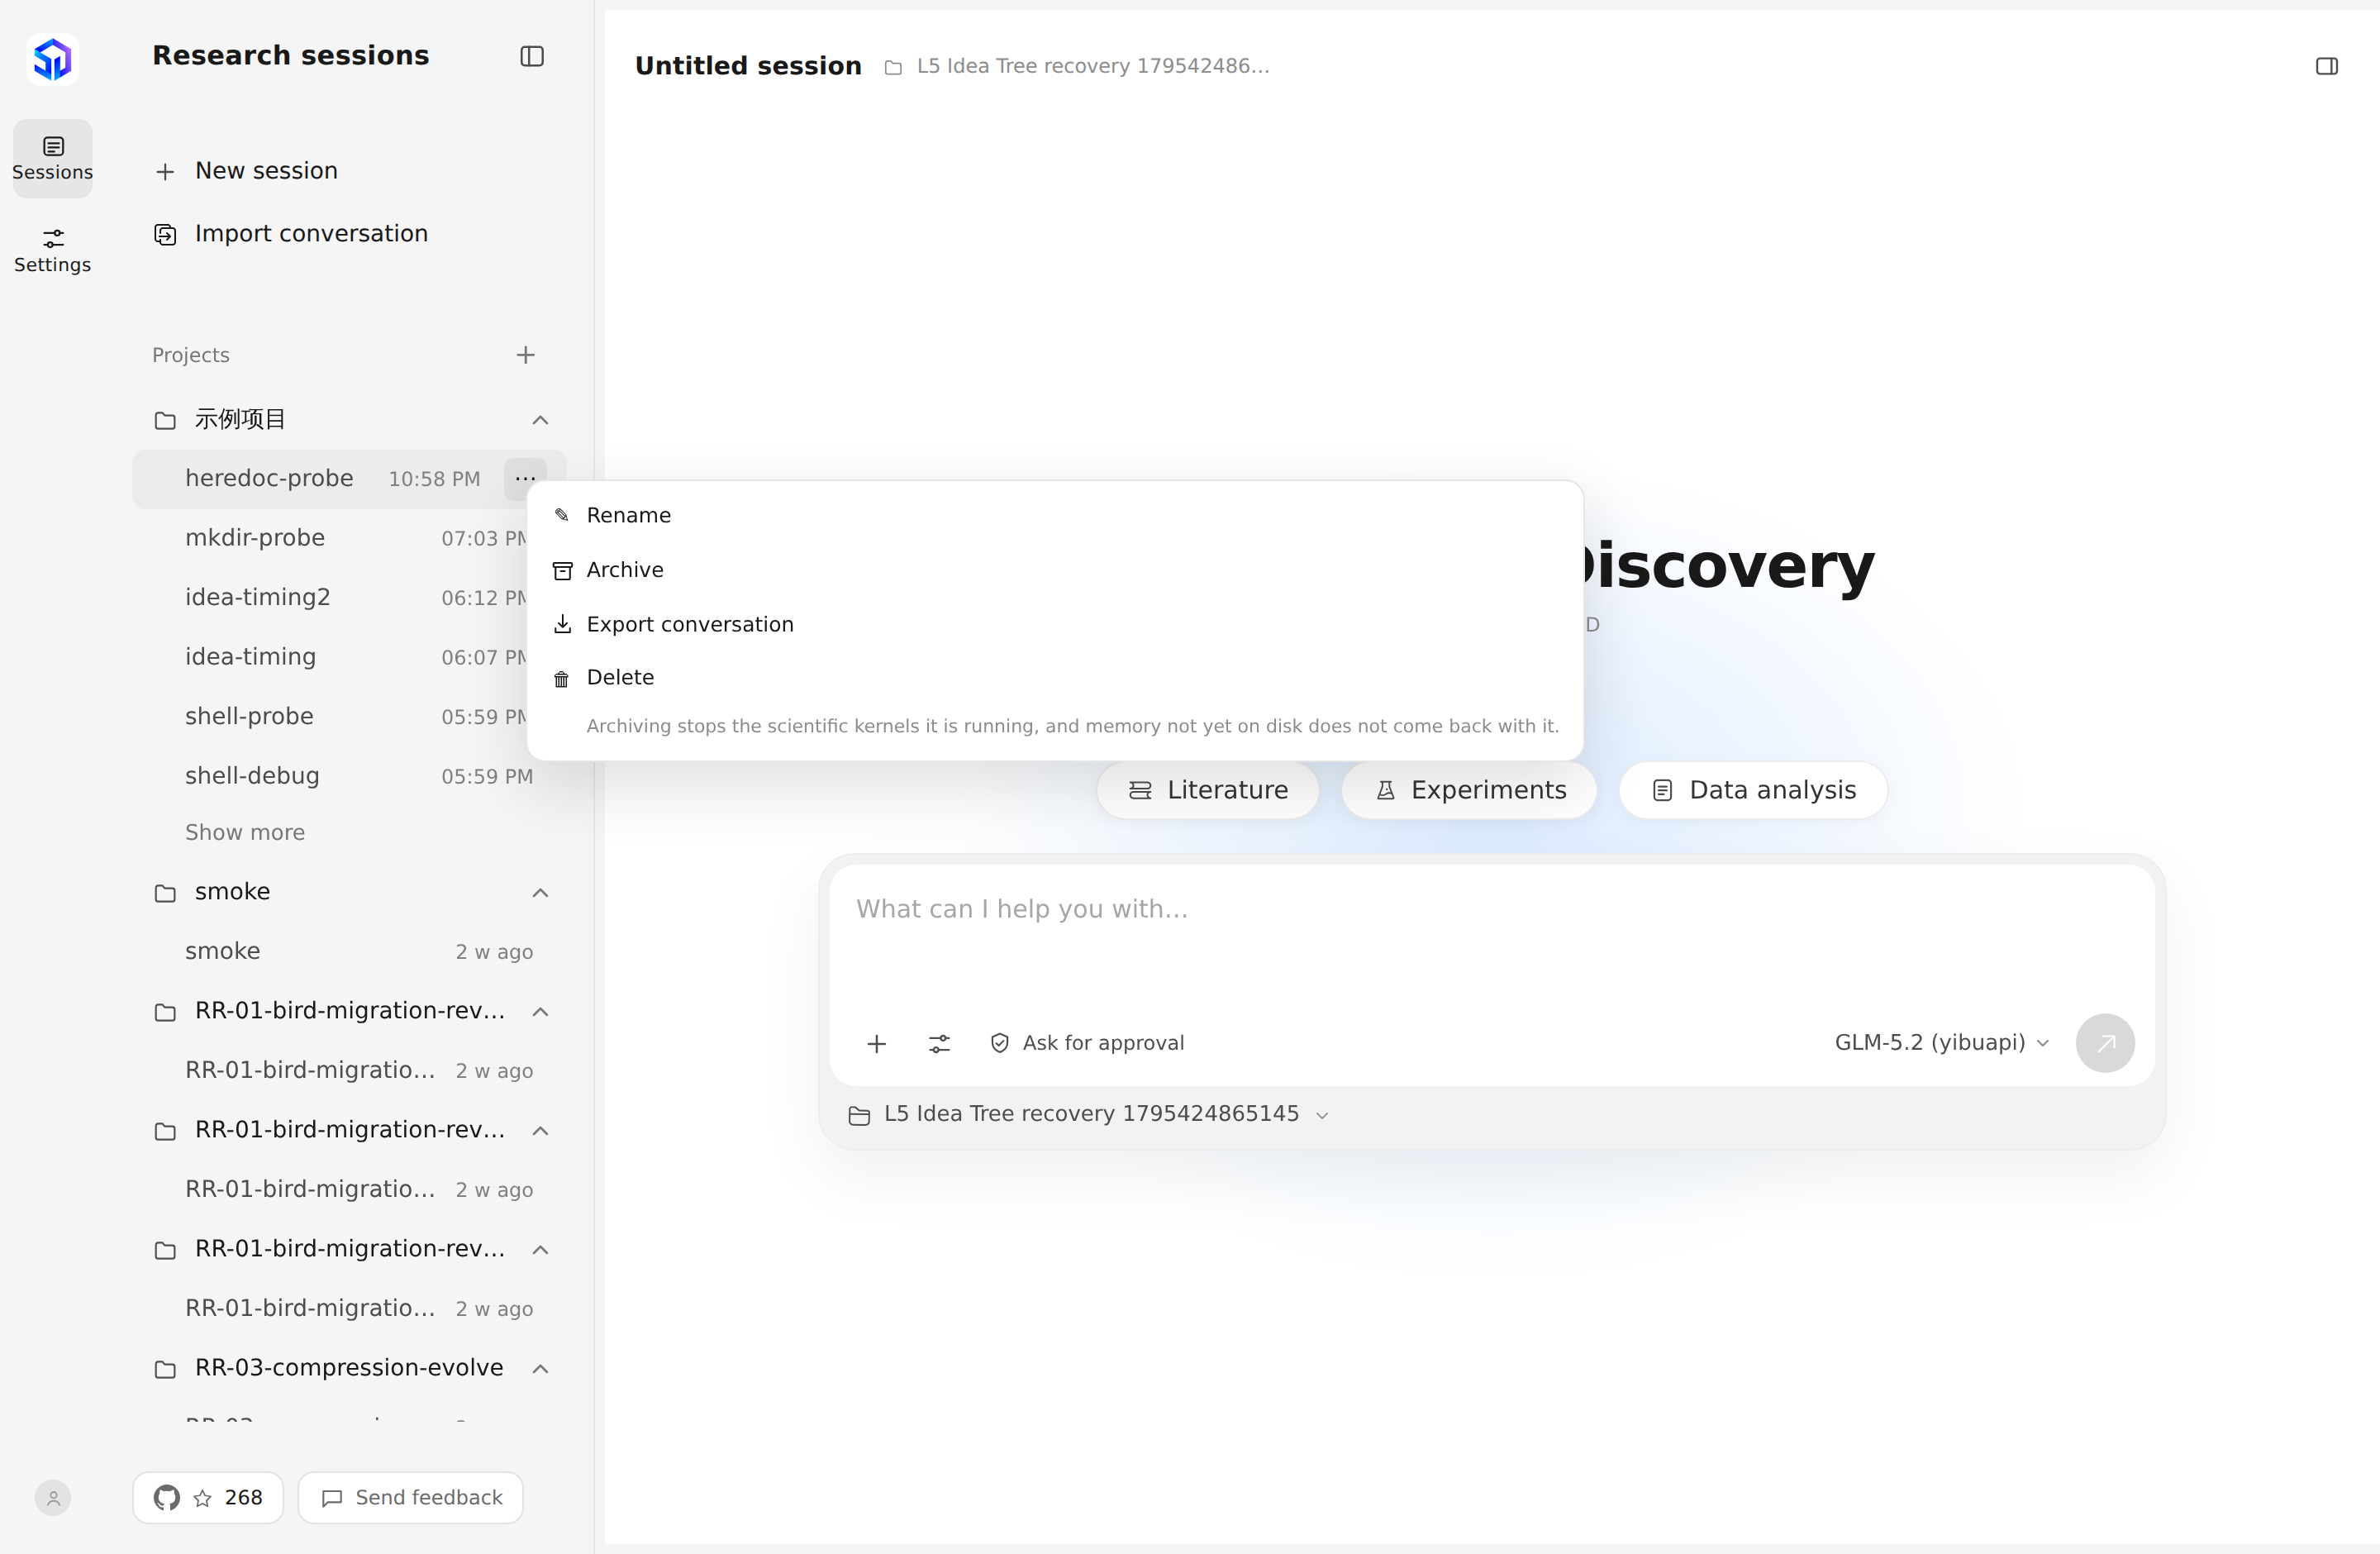 Research sessions
Sessions
Settings
New session
Import conversation
Projects
示例项目
heredoc-probe 10:58 PM
mkdir-probe 07:03 PM
idea-timing2 06:12 PM
idea-timing 06:07 PM
shell-probe 05:59 PM
shell-debug 05:59 PM
Show more
smoke
smoke 2 w ago
RR-01-bird-migration-rev…
RR-01-bird-migratio… 2 w ago
RR-01-bird-migration-rev…
RR-01-bird-migratio… 2 w ago
RR-01-bird-migration-rev…
RR-01-bird-migratio… 2 w ago
RR-03-compression-evolve
268
Send feedback
Untitled session L5 Idea Tree recovery 179542486…
Rename
Archive
Export conversation
Delete
Archiving stops the scientific kernels it is running, and memory not yet on disk does not come back with it.
Discovery
D
Literature
Experiments
Data analysis
What can I help you with…
Ask for approval
GLM-5.2 (yibuapi)
L5 Idea Tree recovery 1795424865145